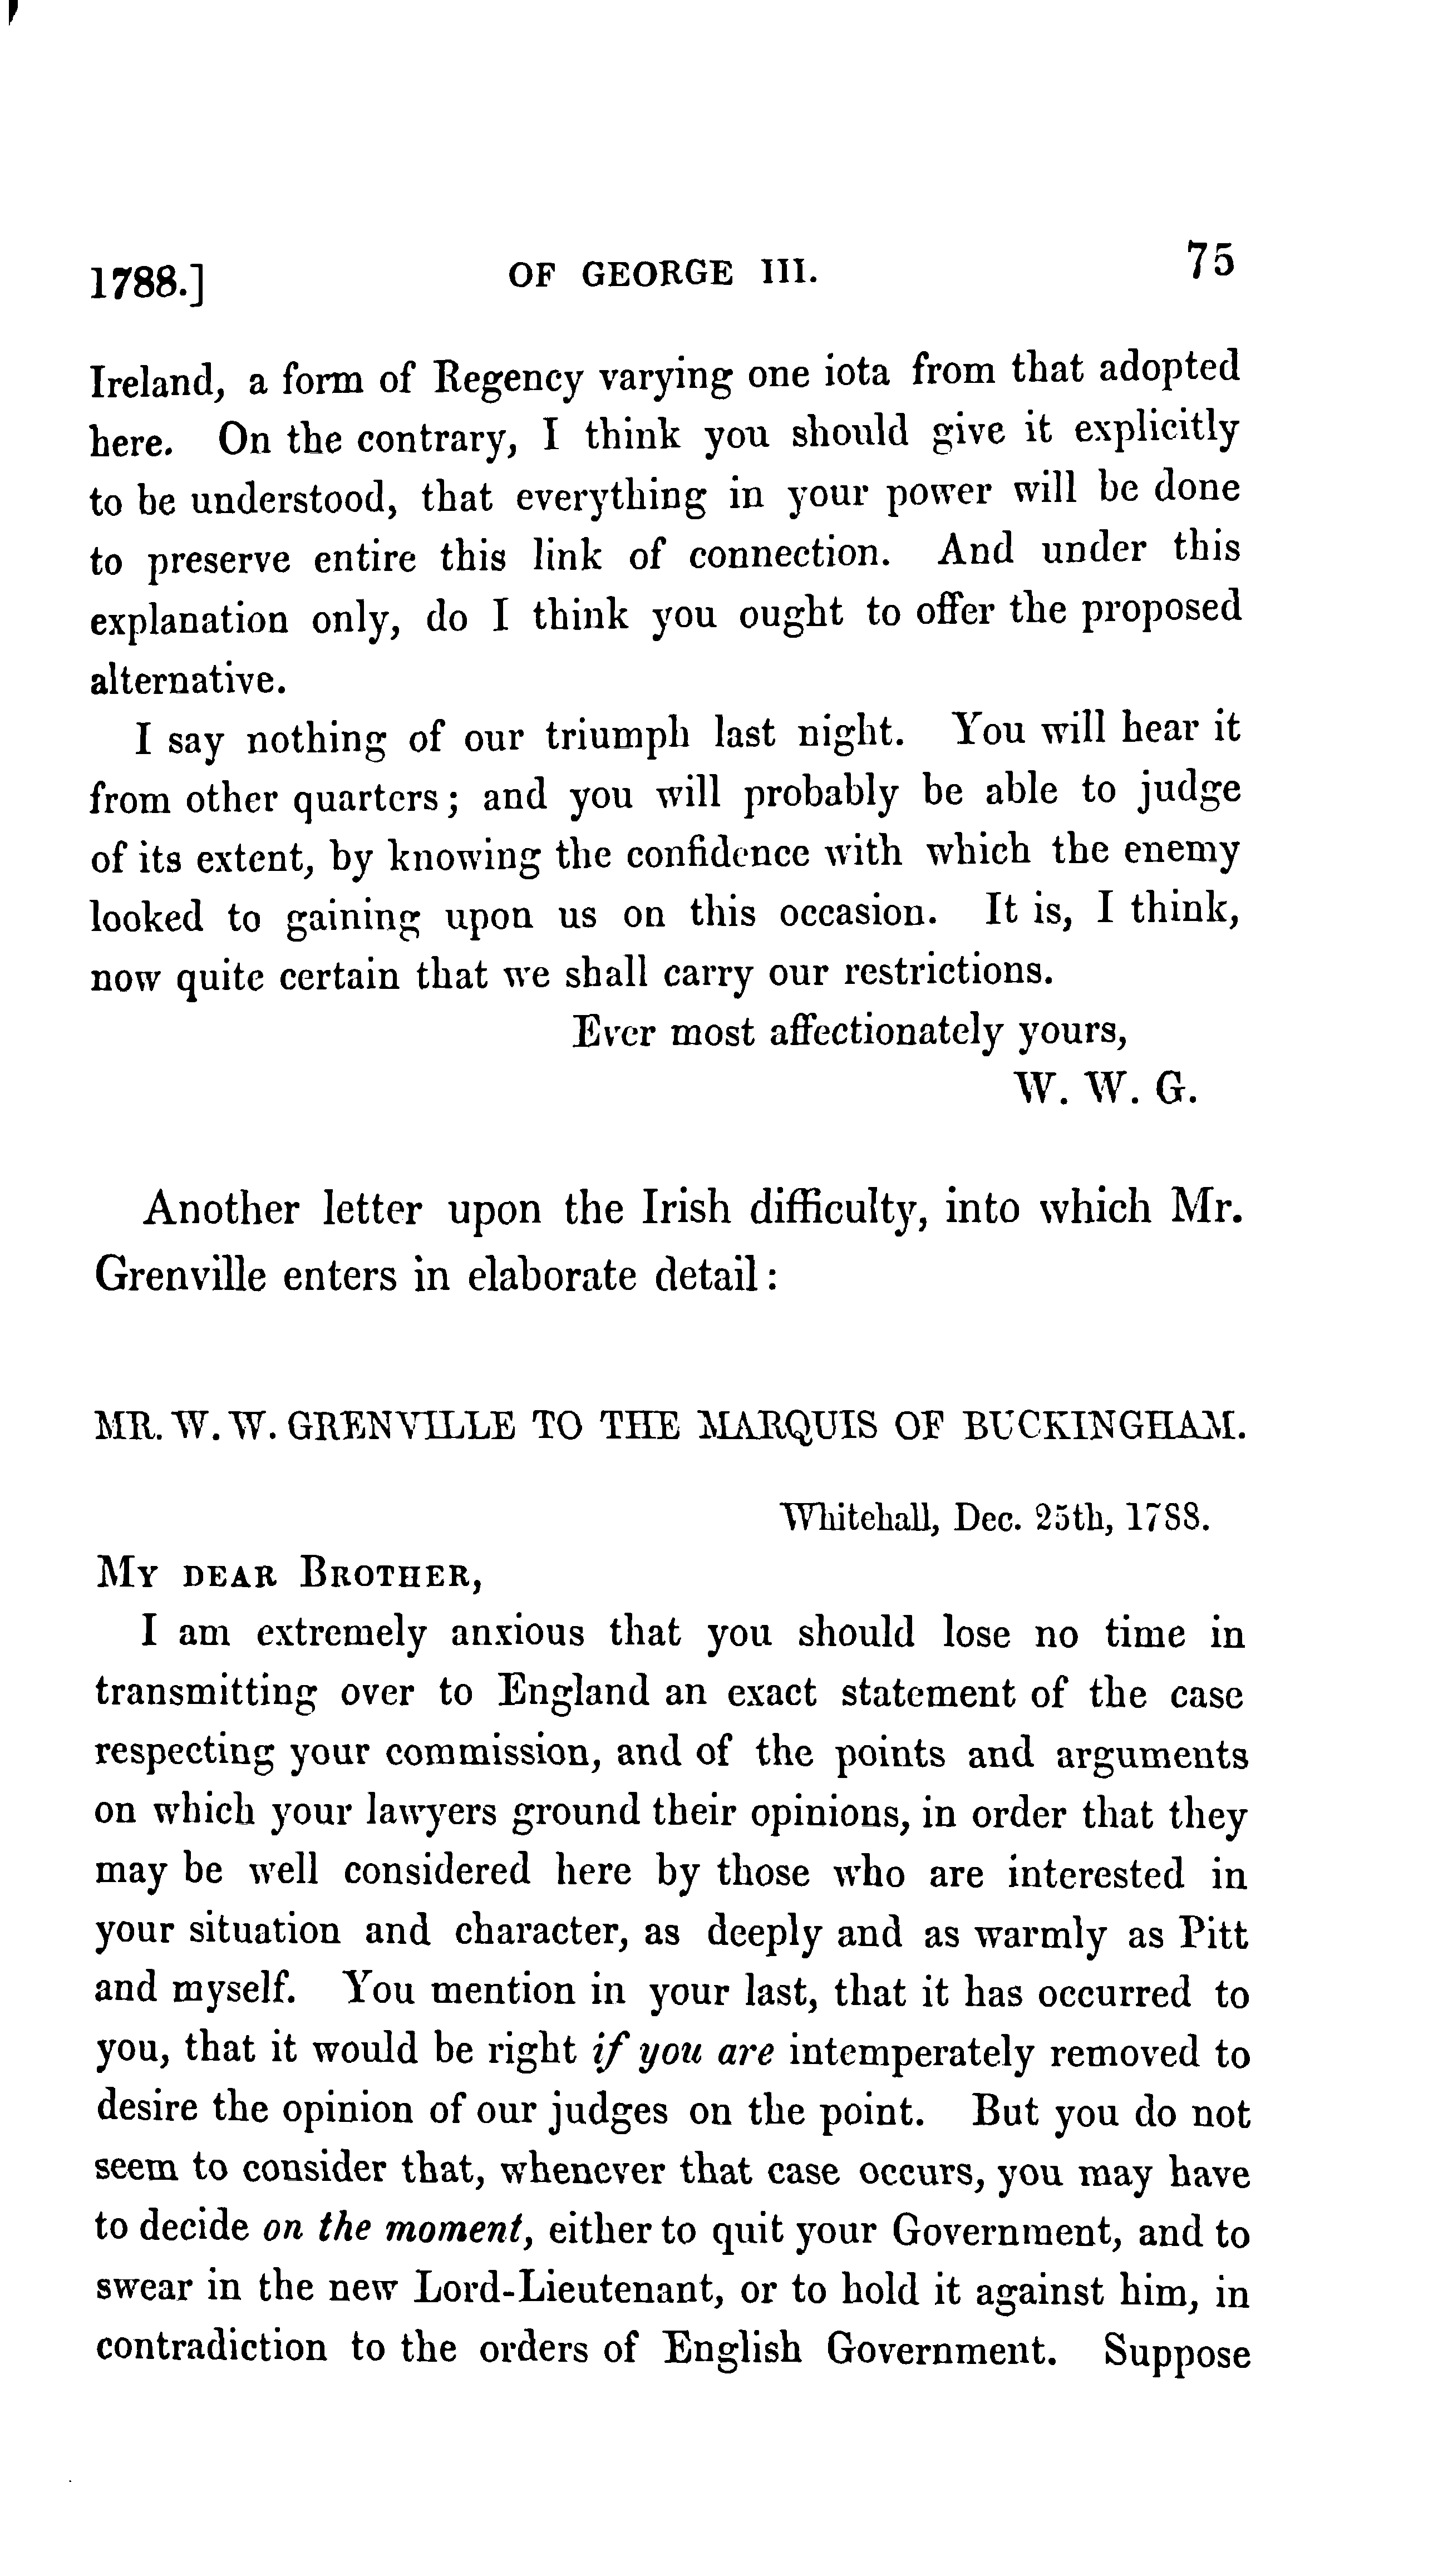 1788.] OF GEORGE III. 75
Ireland, a form of Regency varying one iota from that adopted
here. On the contrary, I think you should give it explicitly
to be understood, that everything in your power will be done
to preserve entire this link of connection. And under this
explanation only, do I think you ought to offer the proposed
alternative.
I say nothing of our triumph last night. You will hear it
from other quarters; and you will probably be able to judge
of its extent, by knowing the confidence with which the enemy
looked to gaining upon us on this occasion. It is, I think,
now quite certain that we shall carry our restrictions.
Ever most affectionately yours,
W. W. G.
Another letter upon the Irish difficulty, into which Mr.
Grenville enters in elaborate detail:
MR. W. W. GRENVILLE TO THE MARQUIS OF BUCKINGHAM.
Whitehall, Dec. 25th, 1788.
MY DEAR BROTHER,
I am extremely anxious that you should lose no time in
transmitting over to England an exact statement of the case
respecting your commission, and of the points and arguments
on which your lawyers ground their opinions, in order that they
may be well considered here by those who are interested in
your situation and character, as deeply and as warmly as Pitt
and myself. You mention in your last, that it has occurred to
you, that it would be right if you are intemperately removed to
desire the opinion of our judges on the point. But you do not
seem to consider that, whenever that case occurs, you may have
to decide on the moment, either to quit your Government, and to
swear in the new Lord-Lieutenant, or to hold it against him, in
contradiction to the orders of English Government. Suppose